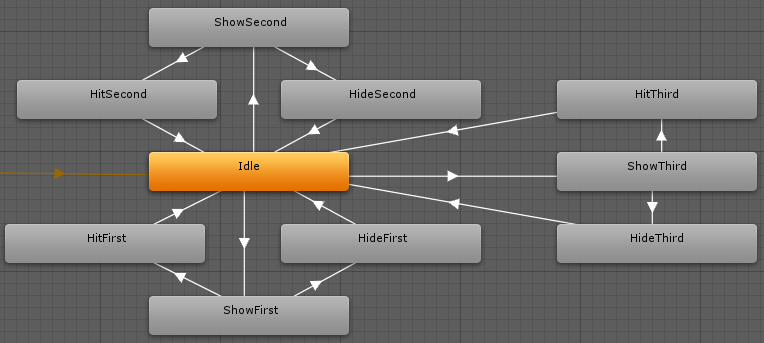 ShowSecond
HitSecond
HideSecond
HitThird
Idle
ShowThird
HitFirst
HideFirst
HideThird
ShowFirst